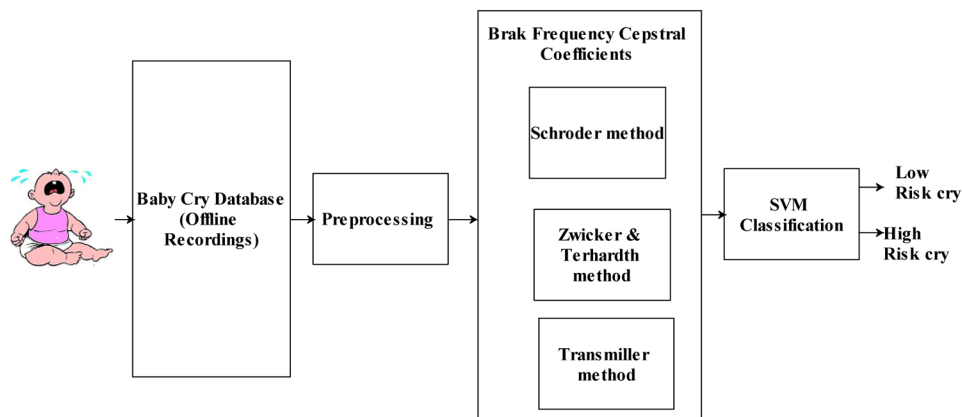 Baby Cry Database
(Offline
Recordings)
Preprocessing
Brak Frequency Cepstral
Coefficients
Schroder method
Zwicker &
Terhardth
method
Transmiller
method
SVM
Classification
Low
Risk cry
High
Risk cry